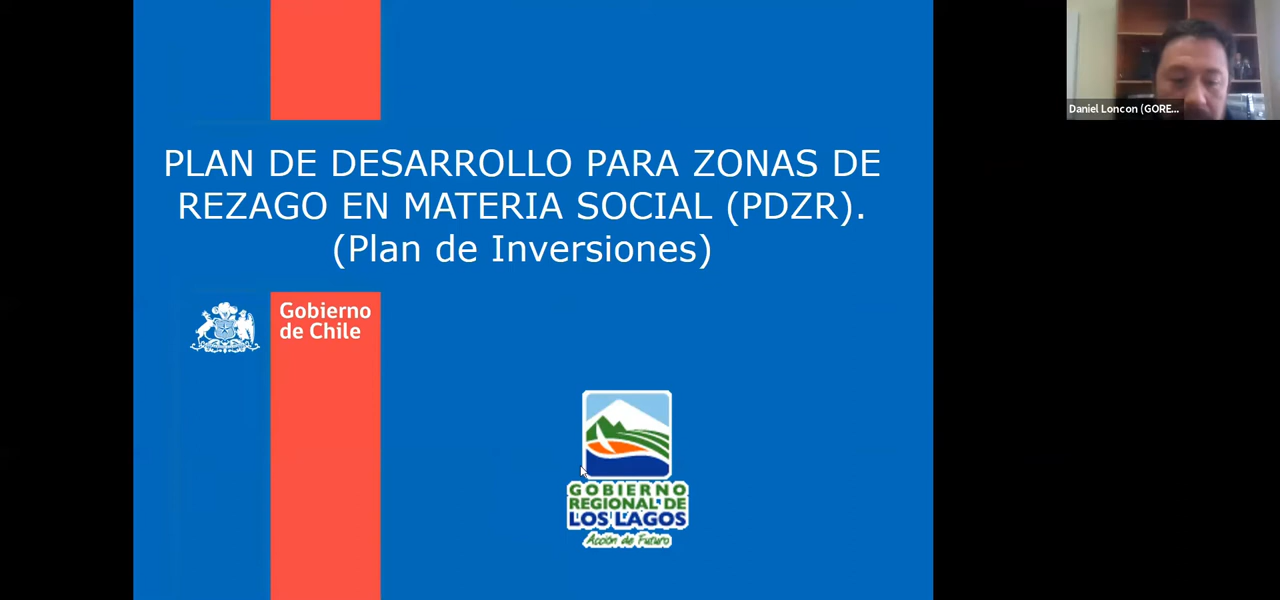 PLAN DE DESARROLLO PARA ZONAS DE
REZAGO EN MATERIA SOCIAL (PDZR).
(Plan de Inversiones)
Gobierno
de Chile
GOBIERNO
REGIONAL DE
LOS LAGOS
Acción de Futuro
Daniel Loncon (GORE...